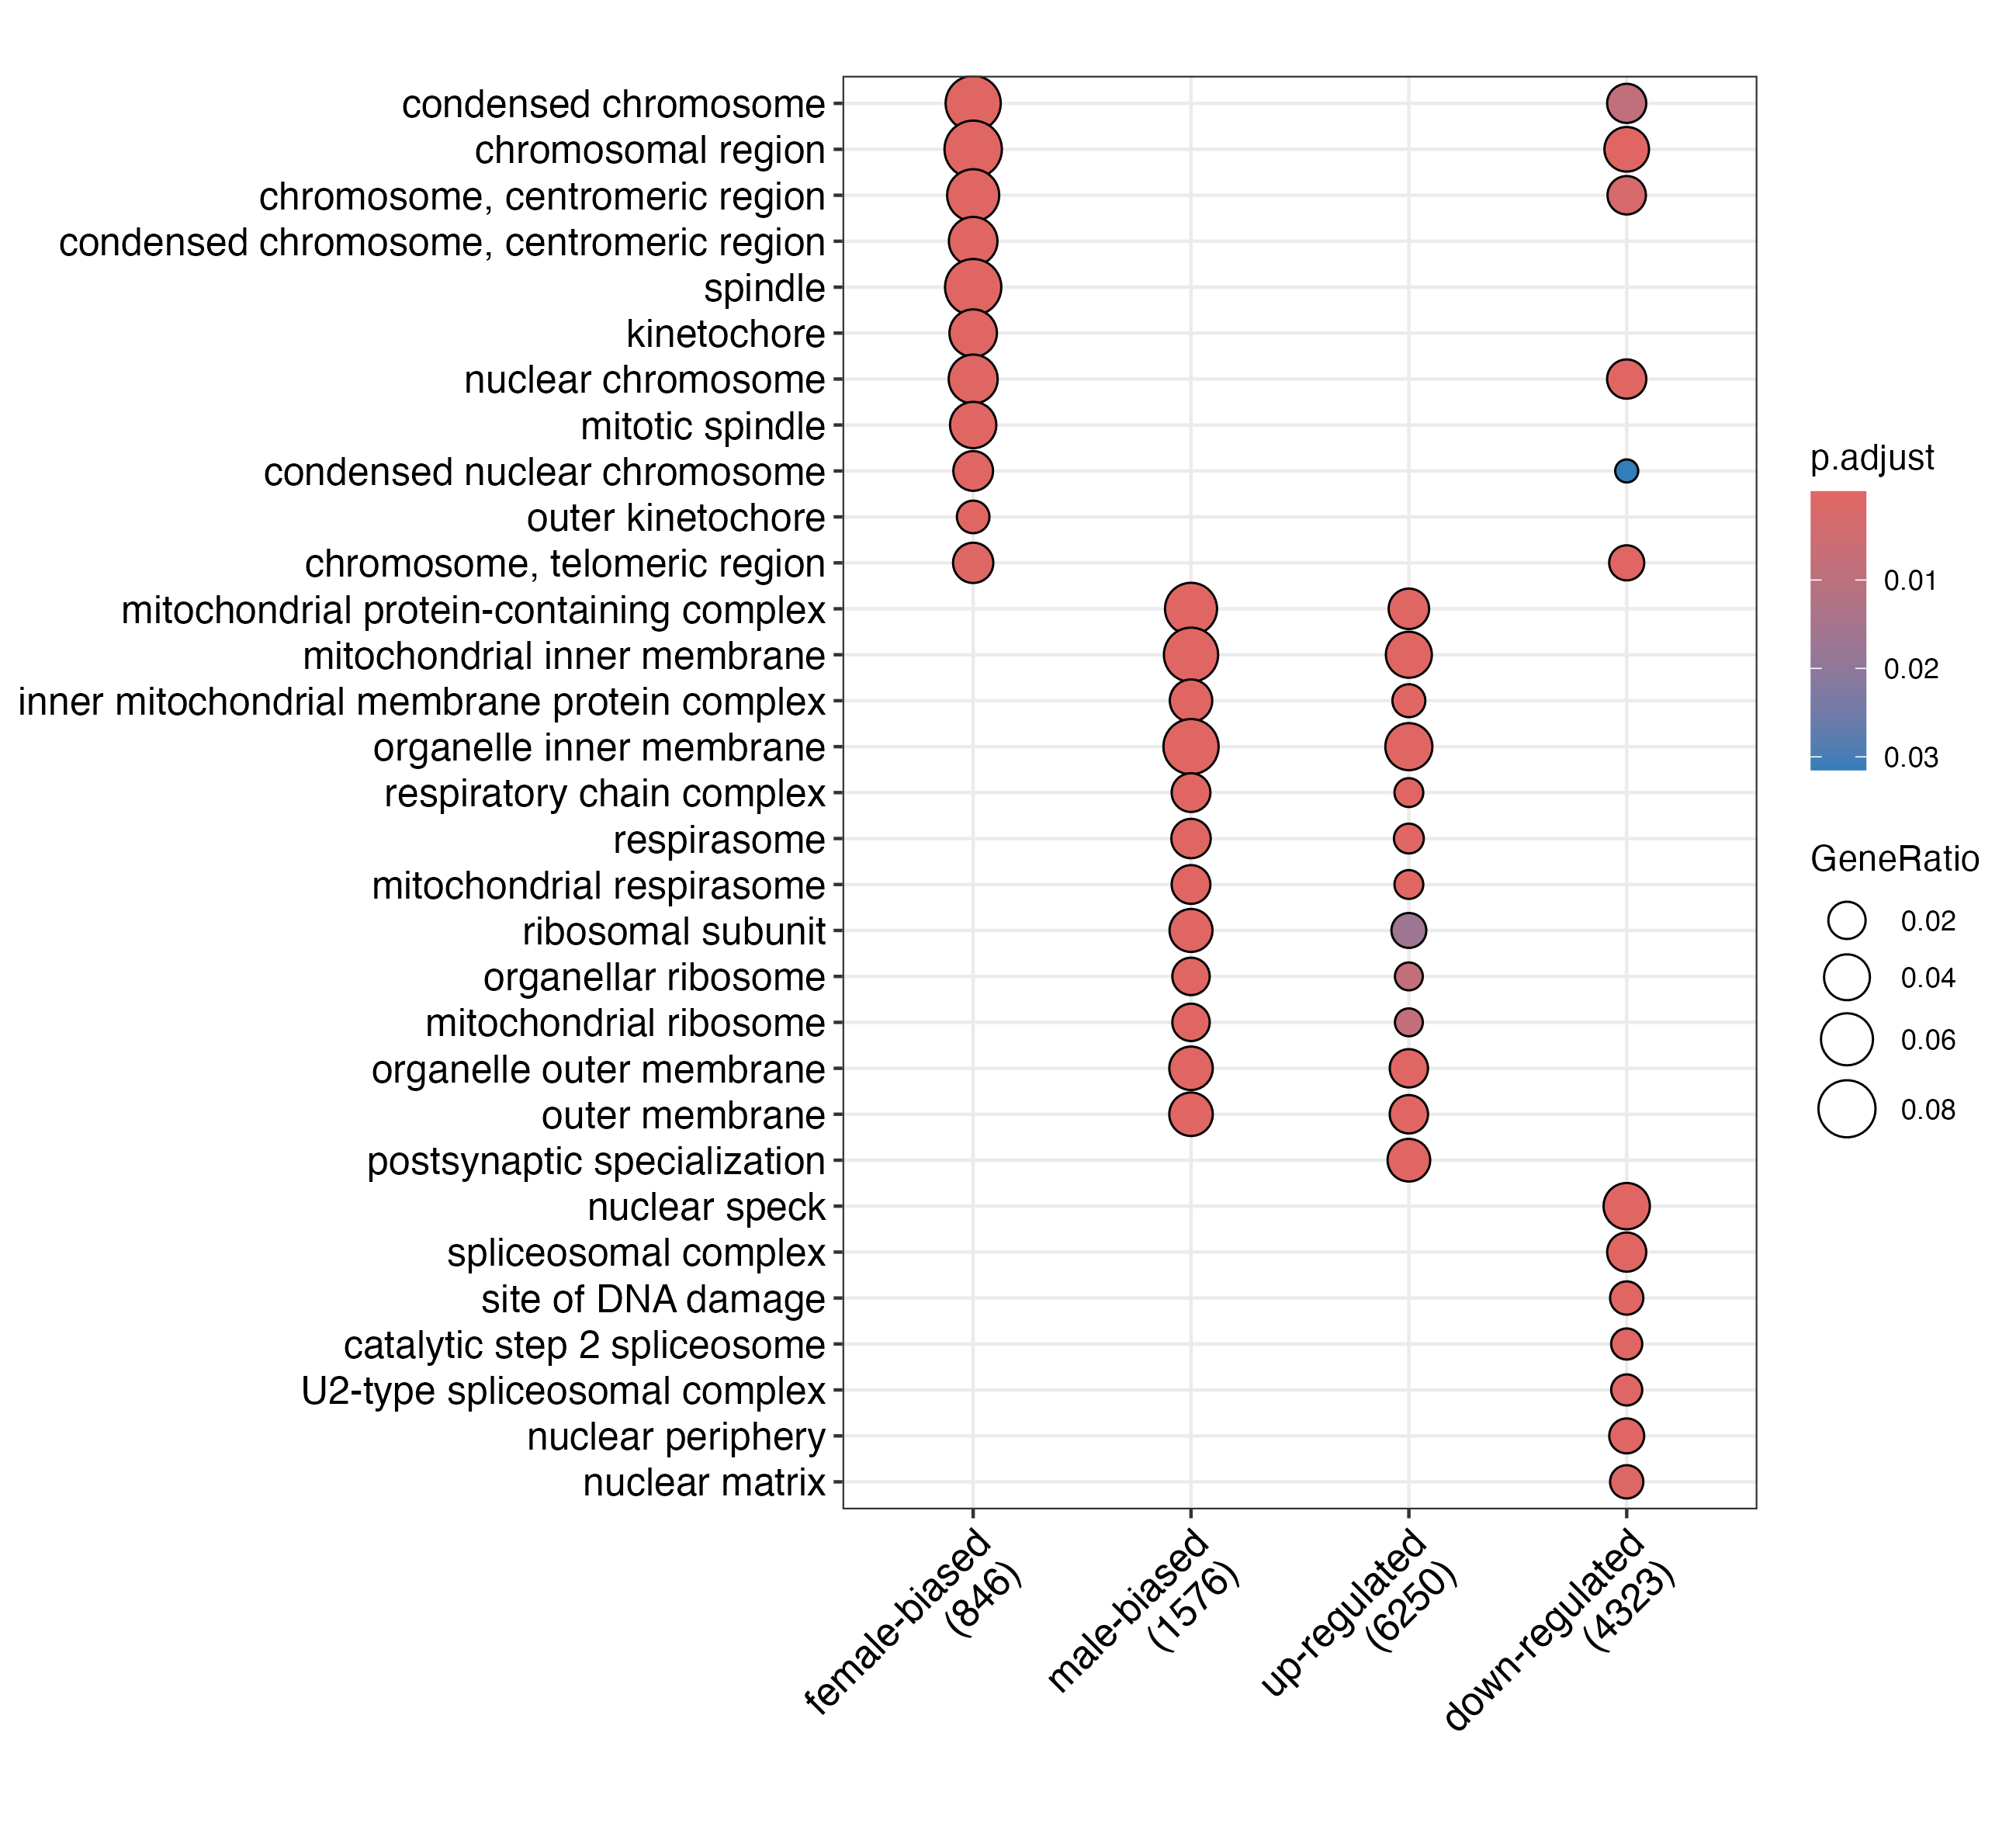 condensed chromosome
chromosomal region
chromosome, centromeric region
condensed chromosome, centromeric region
spindle
kinetochore
nuclear chromosome
mitotic spindle
condensed nuclear chromosome
outer kinetochore
chromosome, telomeric region
mitochondrial protein-containing complex
mitochondrial inner membrane
inner mitochondrial membrane protein complex
organelle inner membrane
respiratory chain complex
respirasome
mitochondrial respirasome
ribosomal subunit
organellar ribosome
mitochondrial ribosome
organelle outer membrane
outer membrane
postsynaptic specialization
nuclear speck
spliceosomal complex
site of DNA damage
catalytic step 2 spliceosome
U2-type spliceosomal complex
nuclear periphery
nuclear matrix
female-biased
(846)
male-biased
(1576)
up-regulated
(6250)
down-regulated
(4323)
p.adjust
0.01
0.02
0.03
GeneRatio
0.02
0.04
0.06
0.08